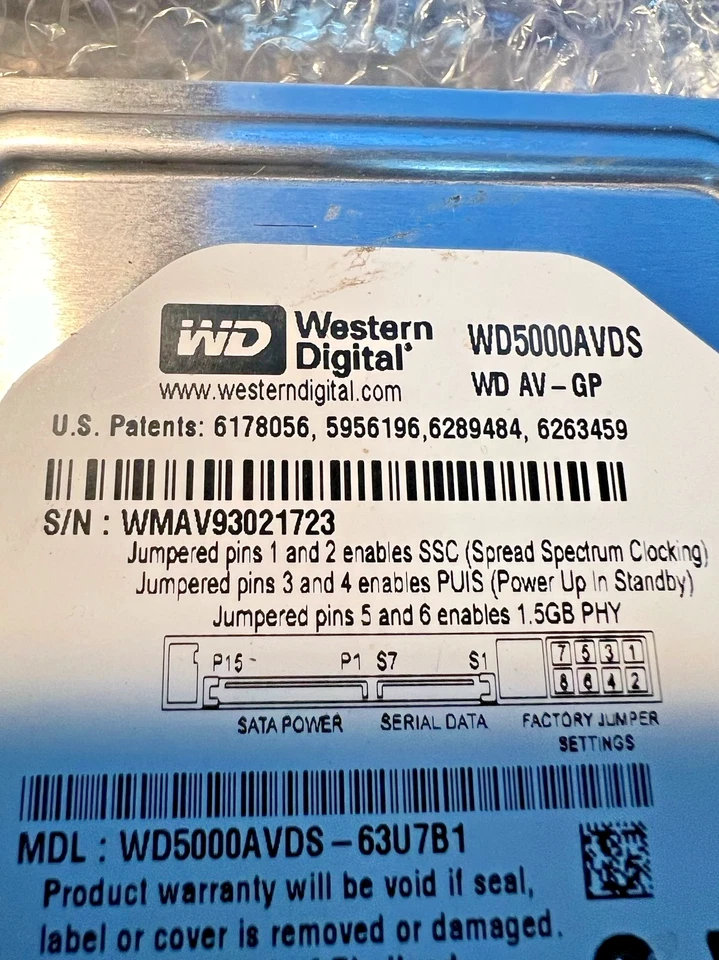 WD Western Digital® WD5000AVDS
www.westerndigital.com WD AV-GP
U.S. Patents: 6178056, 5956196,6289484, 6263459
S/N : WMAV93021723
Jumpered pins 1 and 2 enables SSC (Spread Spectrum Clocking)
Jumpered pins 3 and 4 enables PUIS (Power Up In Standby)
Jumpered pins 5 and 6 enables 1.5GB PHY
P15 - P1 S7 S1 7 5 3 1
8 6 4 2
SATA POWER SERIAL DATA FACTORY JUMPER
SETTINGS
MDL : WD5000AVDS - 63U7B1
Product warranty will be void if seal,
label or cover is removed or damaged.